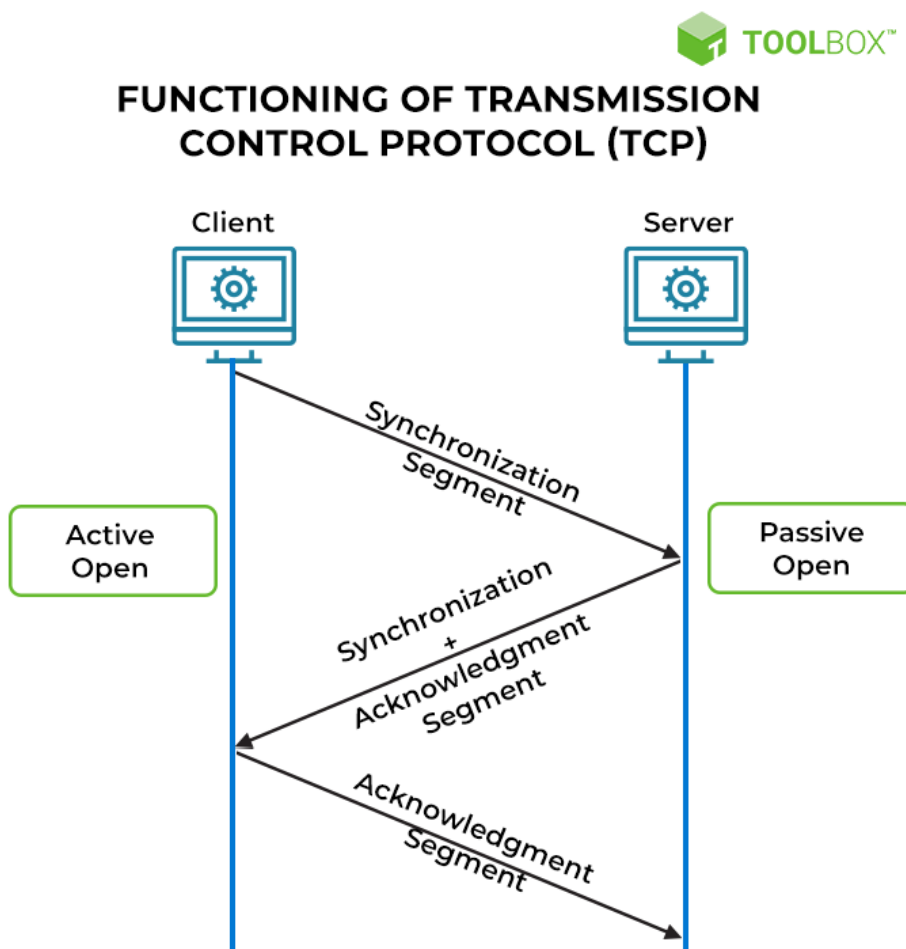 TOOLBOX™
FUNCTIONING OF TRANSMISSION
CONTROL PROTOCOL (TCP)
Client
Server
Synchronization
Segment
Active
Open
Passive
Open
Synchronization
+
Acknowledgment
Segment
Acknowledgment
Segment